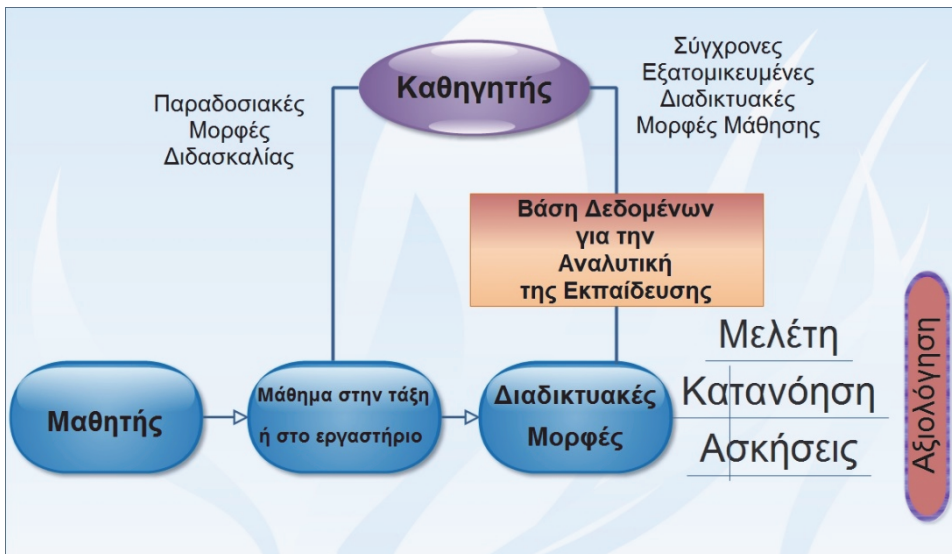 Καθηγητής
Παραδοσιακές
Μορφές
Διδασκαλίας
Σύγχρονες
Εξατομικευμένες
Διαδικτυακές
Μορφές Μάθησης
Βάση Δεδομένων
για την
Αναλυτική
της Εκπαίδευσης
Μαθητής
Μάθημα στην τάξη
ή στο εργαστήριο
Διαδικτυακές
Μορφές
Μελέτη
Κατανόηση
Ασκήσεις
Αξιολόγηση